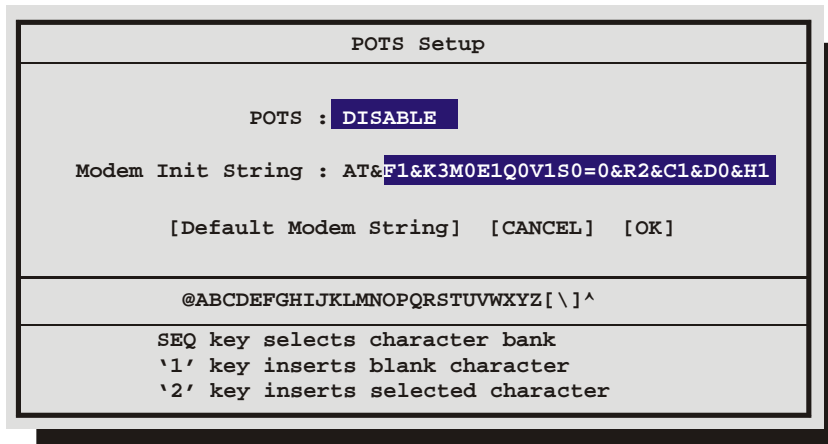 POTS Setup
POTS : DISABLE
Modem Init String : AT&F1&K3M0E1Q0V1S0=0&R2&C1&D0&H1
[Default Modem String] [CANCEL] [OK]
@ABCDEFGHIJKLMNOPQRSTUVWXYZ[\]^
SEQ key selects character bank
‘1’ key inserts blank character
‘2’ key inserts selected character